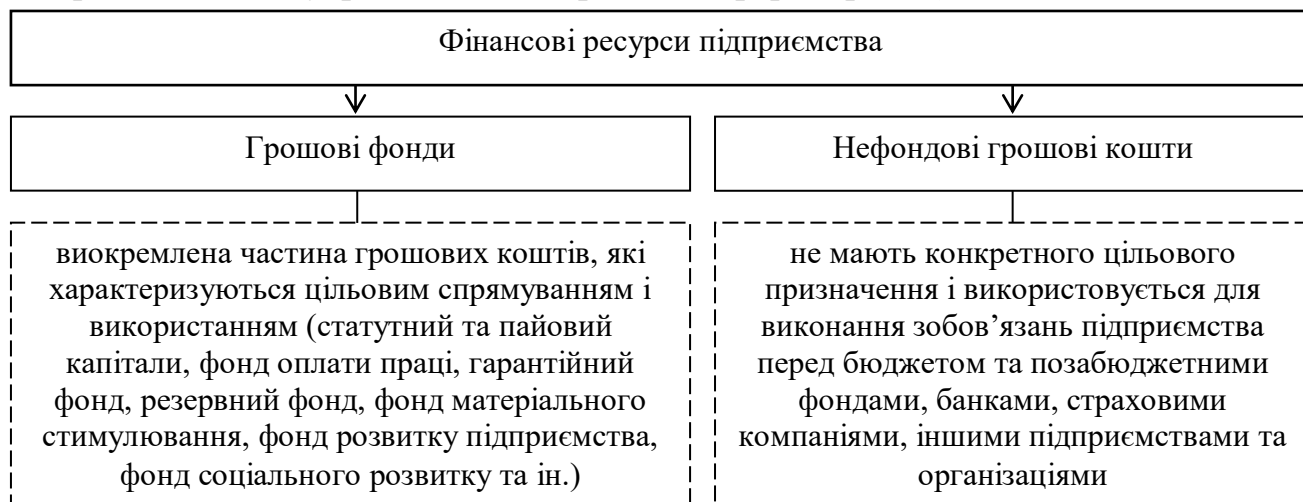 Фінансові ресурси підприємства
Грошові фонди
виокремлена частина грошових коштів, які
характеризуються цільовим спрямуванням і
використанням (статутний та пайовий
капітали, фонд оплати праці, гарантійний
фонд, резервний фонд, фонд матеріального
стимулювання, фонд розвитку підприємства,
фонд соціального розвитку та ін.)
Нефондові грошові кошти
не мають конкретного цільового
призначення і використовується для
виконання зобов’язань підприємства
перед бюджетом та позабюджетними
фондами, банками, страховими
компаніями, іншими підприємствами та
організаціями